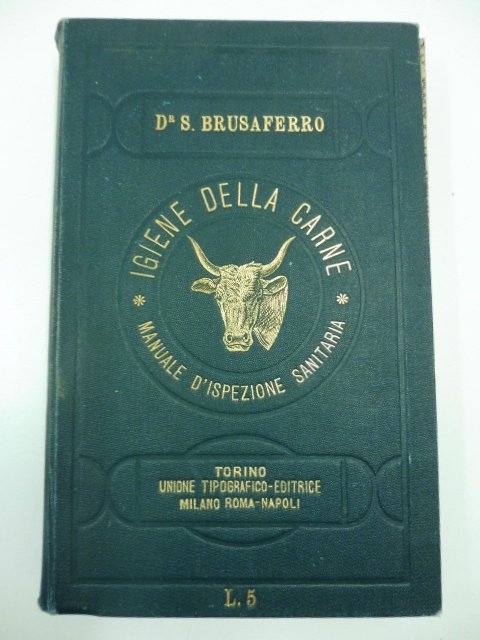 Dᴿ S. BRUSAFERRO
IGIENE DELLA CARNE
* MANUALE D'ISPEZIONE SANITARIA *
TORINO
UNIONE TIPOGRAFICO-EDITRICE
MILANO ROMA-NAPOLI
L. 5